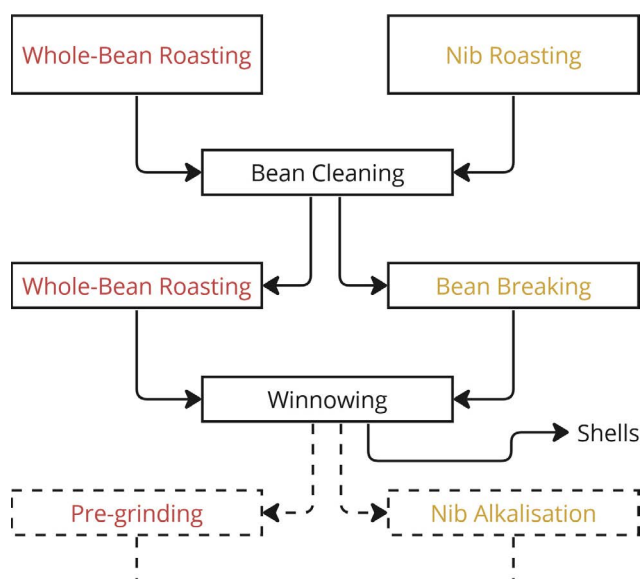 Whole-Bean Roasting
Nib Roasting
Bean Cleaning
Whole-Bean Roasting
Bean Breaking
Winnowing
Shells
Pre-grinding
Nib Alkalisation